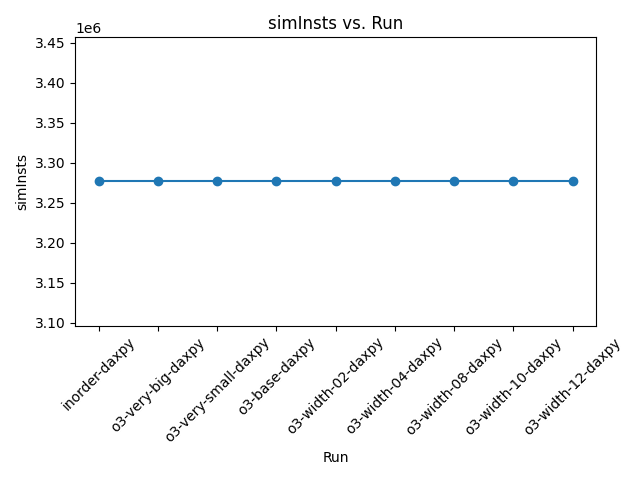 simInsts vs. Run
1e6
3.45
3.40
3.35
3.30
3.25
3.20
3.15
3.10
simInsts
inorder-daxpy
o3-very-big-daxpy
o3-very-small-daxpy
o3-base-daxpy
o3-width-02-daxpy
o3-width-04-daxpy
o3-width-08-daxpy
o3-width-10-daxpy
o3-width-12-daxpy
Run